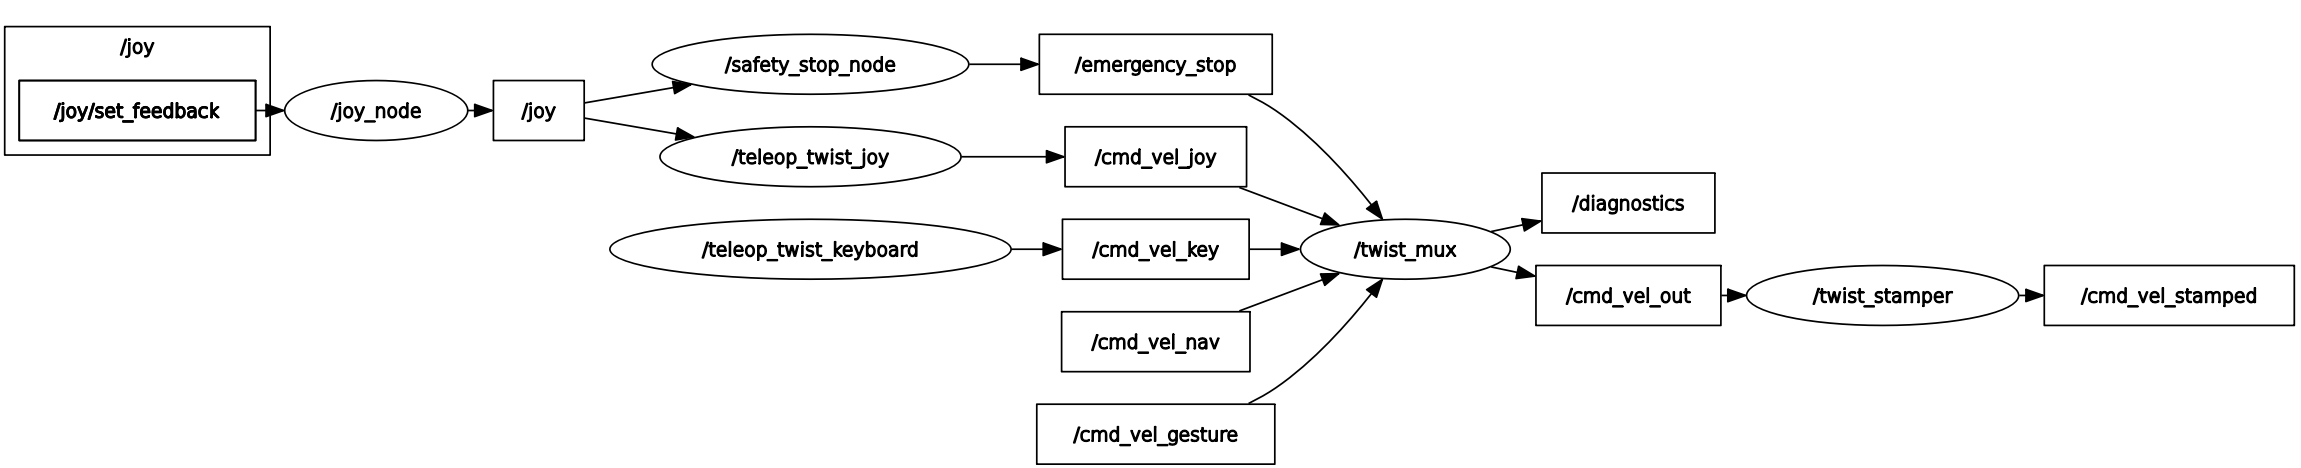 /joy
/joy/set_feedback
/joy_node
/joy
/safety_stop_node
/emergency_stop
/teleop_twist_joy
/cmd_vel_joy
/teleop_twist_keyboard
/cmd_vel_key
/cmd_vel_nav
/cmd_vel_gesture
/twist_mux
/diagnostics
/cmd_vel_out
/twist_stamper
/cmd_vel_stamped